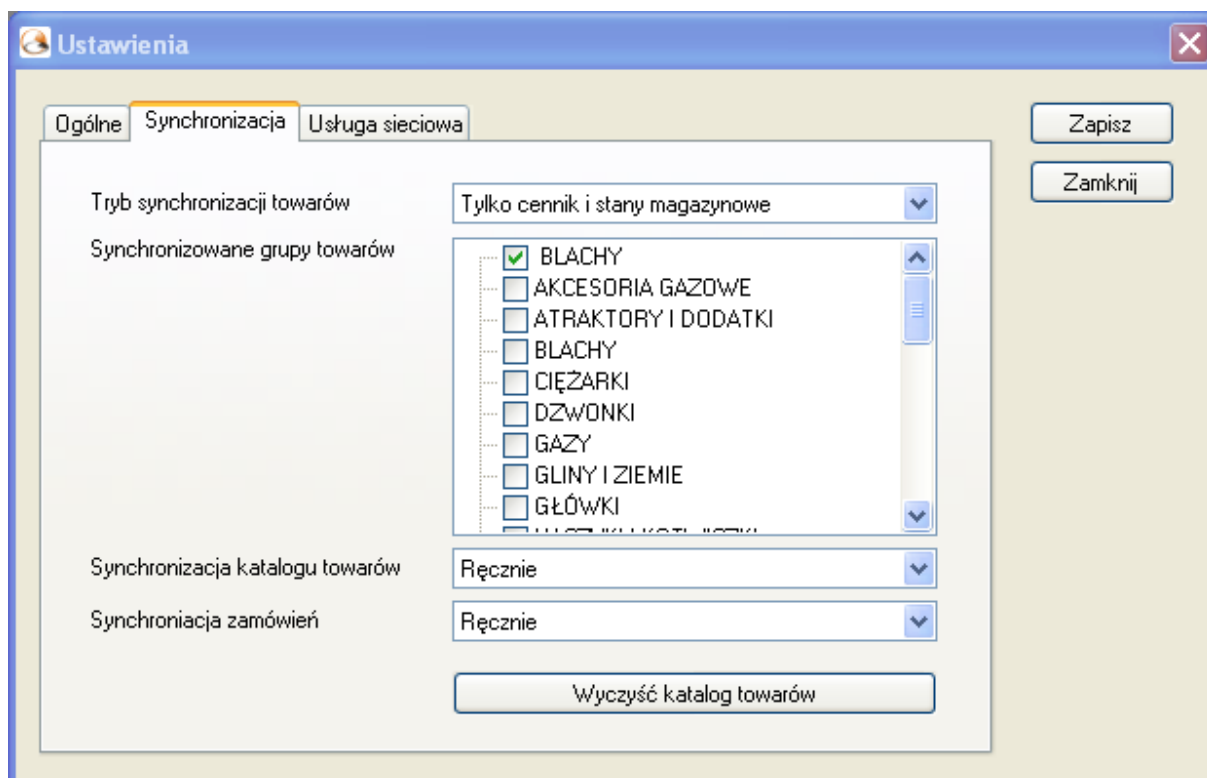 Ustawienia
Ogólne
Synchronizacja
Usługa sieciowa
Zapisz
Zamknij
Tryb synchronizacji towarów
Tylko cennik i stany magazynowe
Synchronizowane grupy towarów
BLACHY
AKCESORIA GAZOWE
ATRAKTORY I DODATKI
BLACHY
CIĘŻARKI
DZWONKI
GAZY
GLINY I ZIEMIE
GŁÓWKI
Synchronizacja katalogu towarów
Ręcznie
Synchroniacja zamówień
Ręcznie
Wyczyść katalog towarów